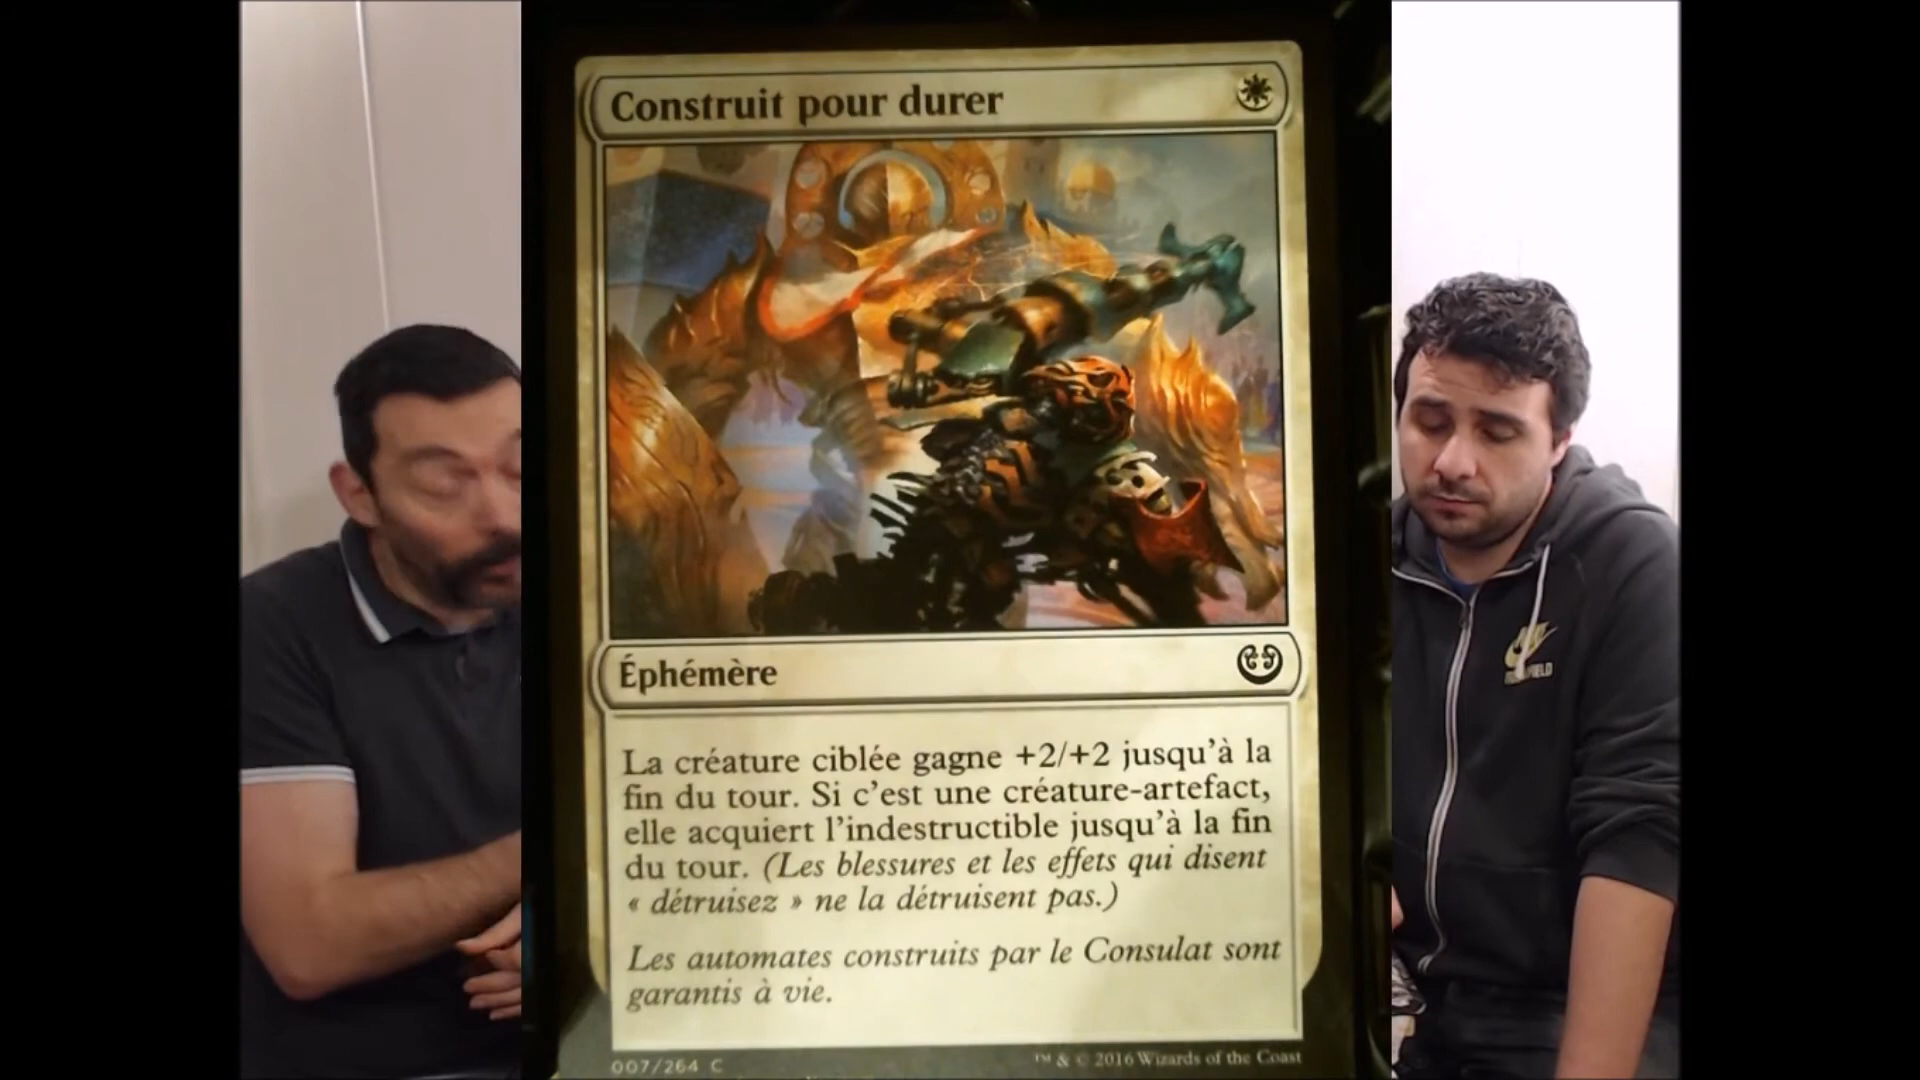 Construit pour durer
Éphémère
La créature ciblée gagne +2/+2 jusqu'à la
fin du tour. Si c'est une créature-artefact,
elle acquiert l'indestructible jusqu'à la fin
du tour. (Les blessures et les effets qui disent
« détruisez » ne la détruisent pas.)
Les automates construits par le Consulat sont
garantis à vie.
007/264 C
™ & © 2016 Wizards of the Coast